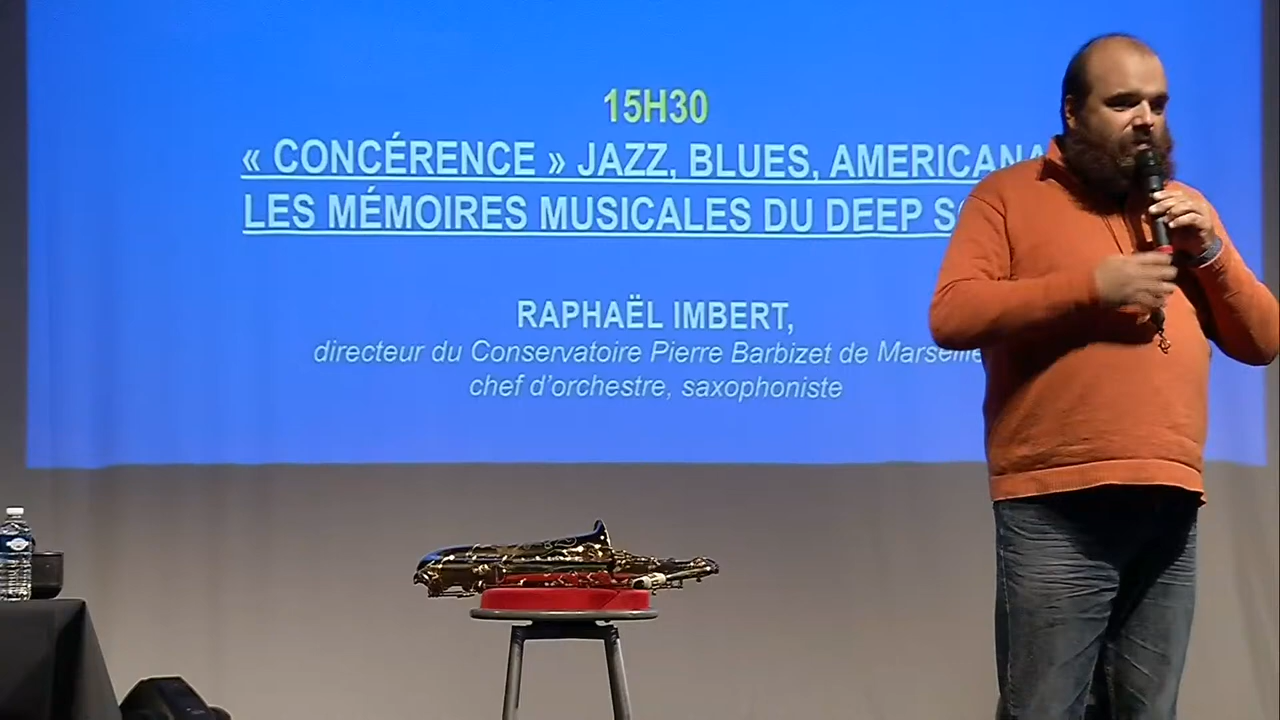 15H30
« CONCÉRENCE » JAZZ, BLUES, AMERICANA
LES MÉMOIRES MUSICALES DU DEEP
RAPHAËL IMBERT,
directeur du Conservatoire Pierre Barbizet de Marseille
chef d'orchestre, saxophoniste